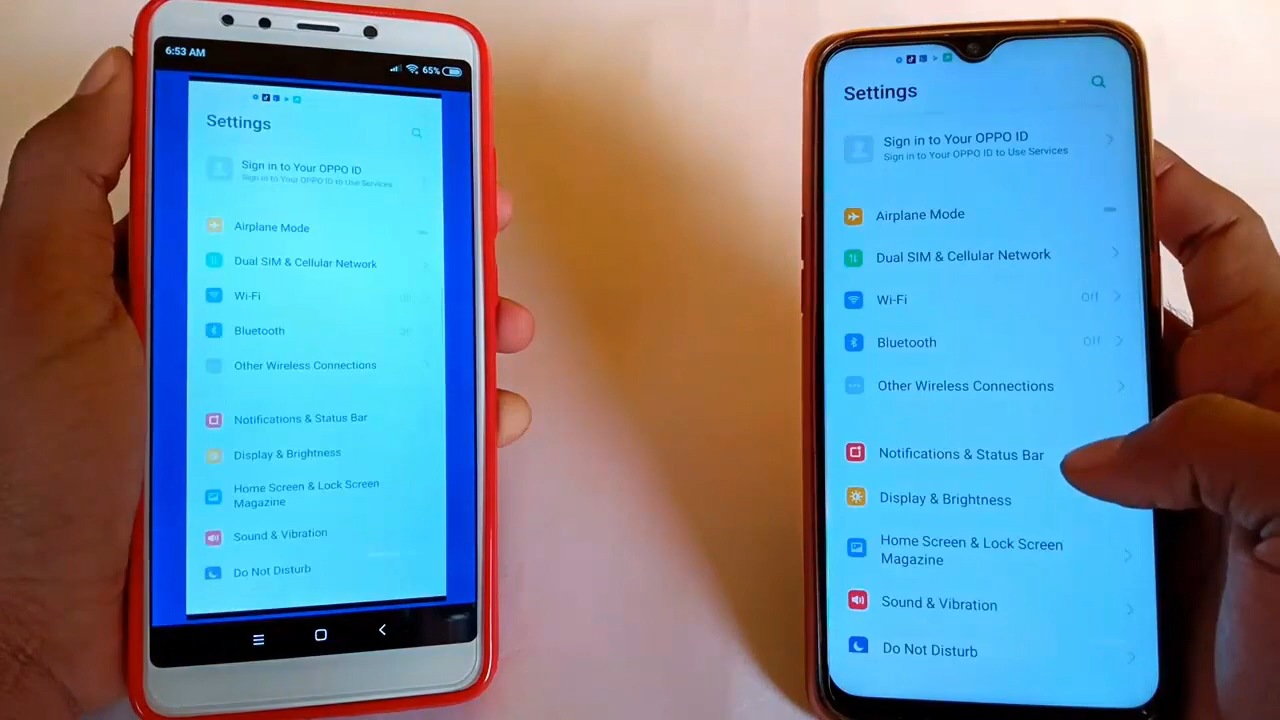 6:53 AM
65%
Settings
Sign in to Your OPPO ID
Sign in to Your OPPO ID to Use Services
Airplane Mode
Dual SIM & Cellular Network
Wi-Fi
Bluetooth
Other Wireless Connections
Notifications & Status Bar
Display & Brightness
Home Screen & Lock Screen
Magazine
Sound & Vibration
Do Not Disturb
Settings
Sign in to Your OPPO ID
Sign in to Your OPPO ID to Use Services
Airplane Mode
Dual SIM & Cellular Network
Wi-Fi Off
Bluetooth Off
Other Wireless Connections
Notifications & Status Bar
Display & Brightness
Home Screen & Lock Screen
Magazine
Sound & Vibration
Do Not Disturb